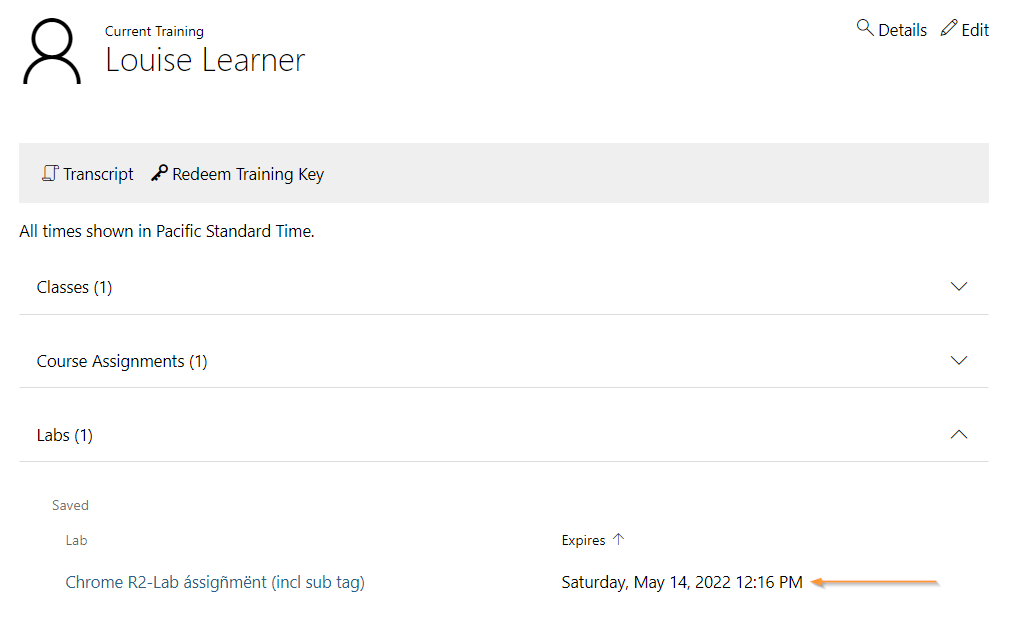 Current Training
Louise Learner
Details Edit
Transcript Redeem Training Key
All times shown in Pacific Standard Time.
Classes (1)
Course Assignments (1)
Labs (1)
Saved
Lab Expires ↑
Chrome R2-Lab ássigñmënt (incl sub tag) Saturday, May 14, 2022 12:16 PM